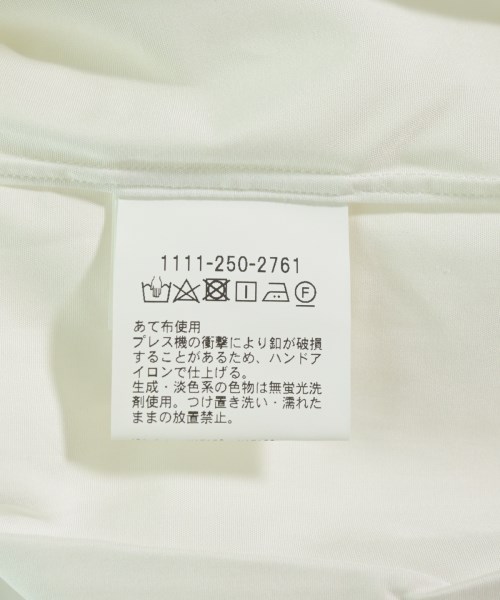 1111-250-2761
F
あて布使用
プレス機の衝撃により釦が破損
することがあるため、ハンドア
イロンで仕上げる。
生成・淡色系の色物は無蛍光洗
剤使用。つけ置き洗い・濡れた
ままの放置禁止。